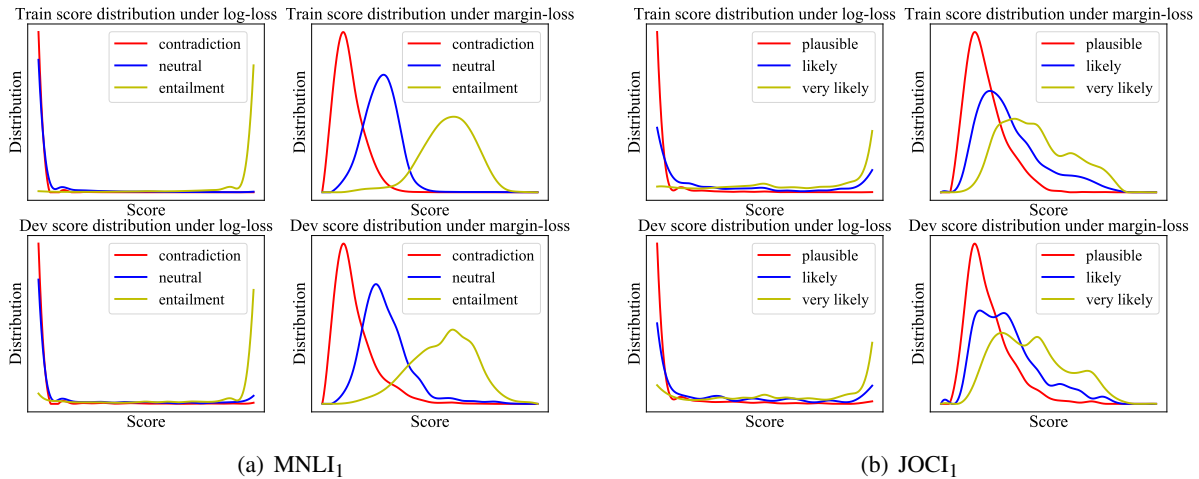 Train score distribution under log-loss
Distribution
contradiction
neutral
entailment
Score
Train score distribution under margin-loss
Distribution
contradiction
neutral
entailment
Score
Dev score distribution under log-loss
Distribution
contradiction
neutral
entailment
Score
Dev score distribution under margin-loss
Distribution
contradiction
neutral
entailment
Score
(a) MNLI₁
Train score distribution under log-loss
Distribution
plausible
likely
very likely
Score
Train score distribution under margin-loss
Distribution
plausible
likely
very likely
Score
Dev score distribution under log-loss
Distribution
plausible
likely
very likely
Score
Dev score distribution under margin-loss
Distribution
plausible
likely
very likely
Score
(b) JOCI₁